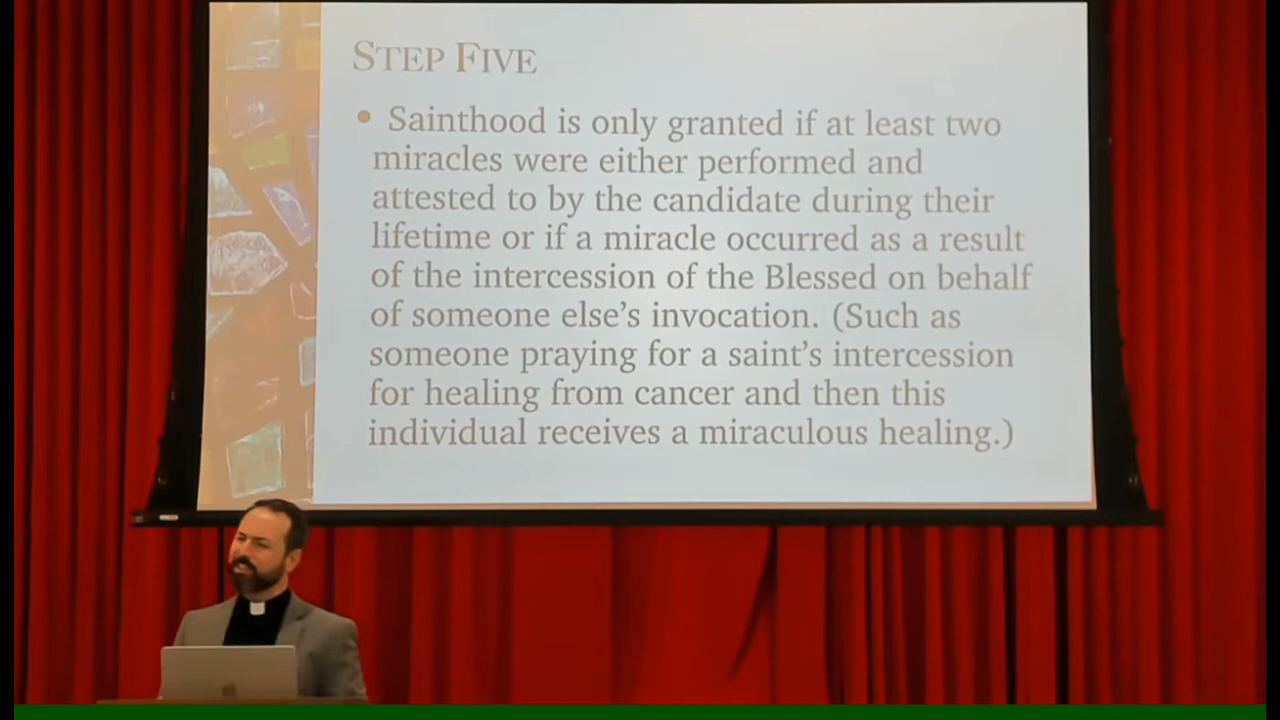 STEP FIVE
• Sainthood is only granted if at least two
miracles were either performed and
attested to by the candidate during their
lifetime or if a miracle occurred as a result
of the intercession of the Blessed on behalf
of someone else’s invocation. (Such as
someone praying for a saint’s intercession
for healing from cancer and then this
individual receives a miraculous healing.)